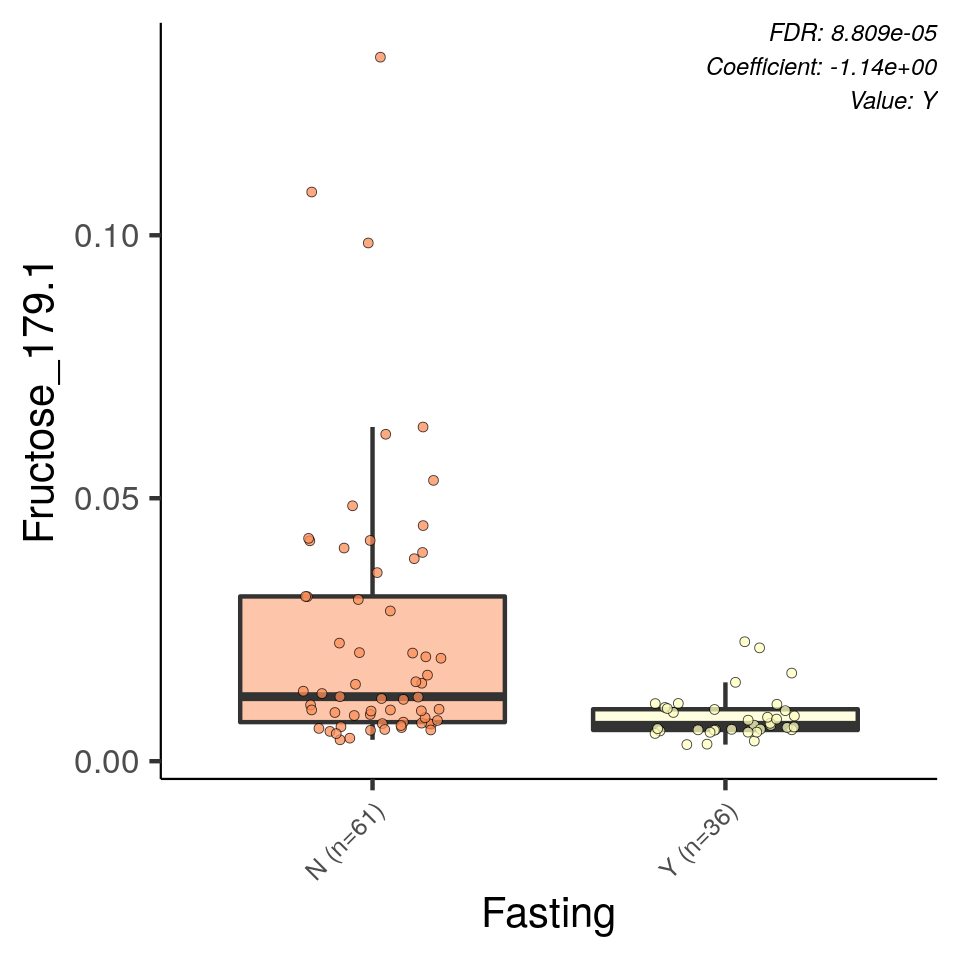 FDR: 8.809e-05
Coefficient: -1.14e+00
Value: Y
0.10
0.05
0.00
Fructose_179.1
N (n=61)
Y (n=36)
Fasting